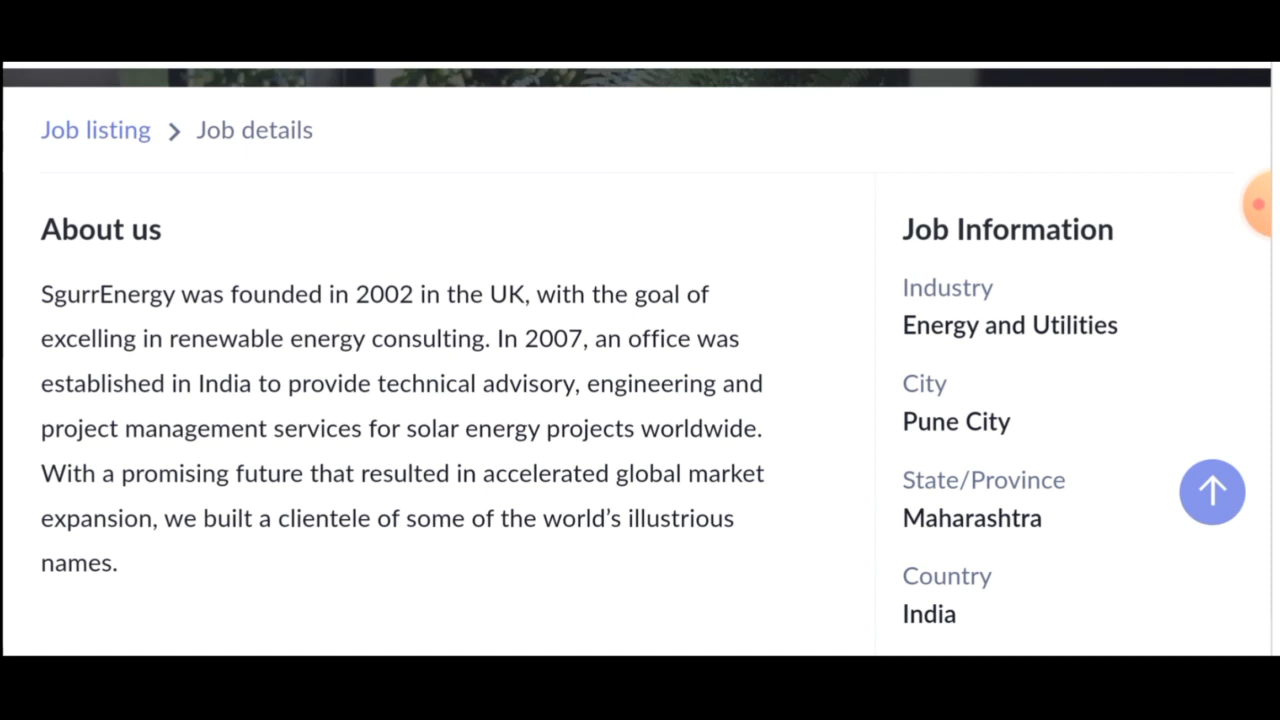 Job listing > Job details
About us
SgurrEnergy was founded in 2002 in the UK, with the goal of
excelling in renewable energy consulting. In 2007, an office was
established in India to provide technical advisory, engineering and
project management services for solar energy projects worldwide.
With a promising future that resulted in accelerated global market
expansion, we built a clientele of some of the world’s illustrious
names.
Job Information
Industry
Energy and Utilities
City
Pune City
State/Province
Maharashtra
Country
India